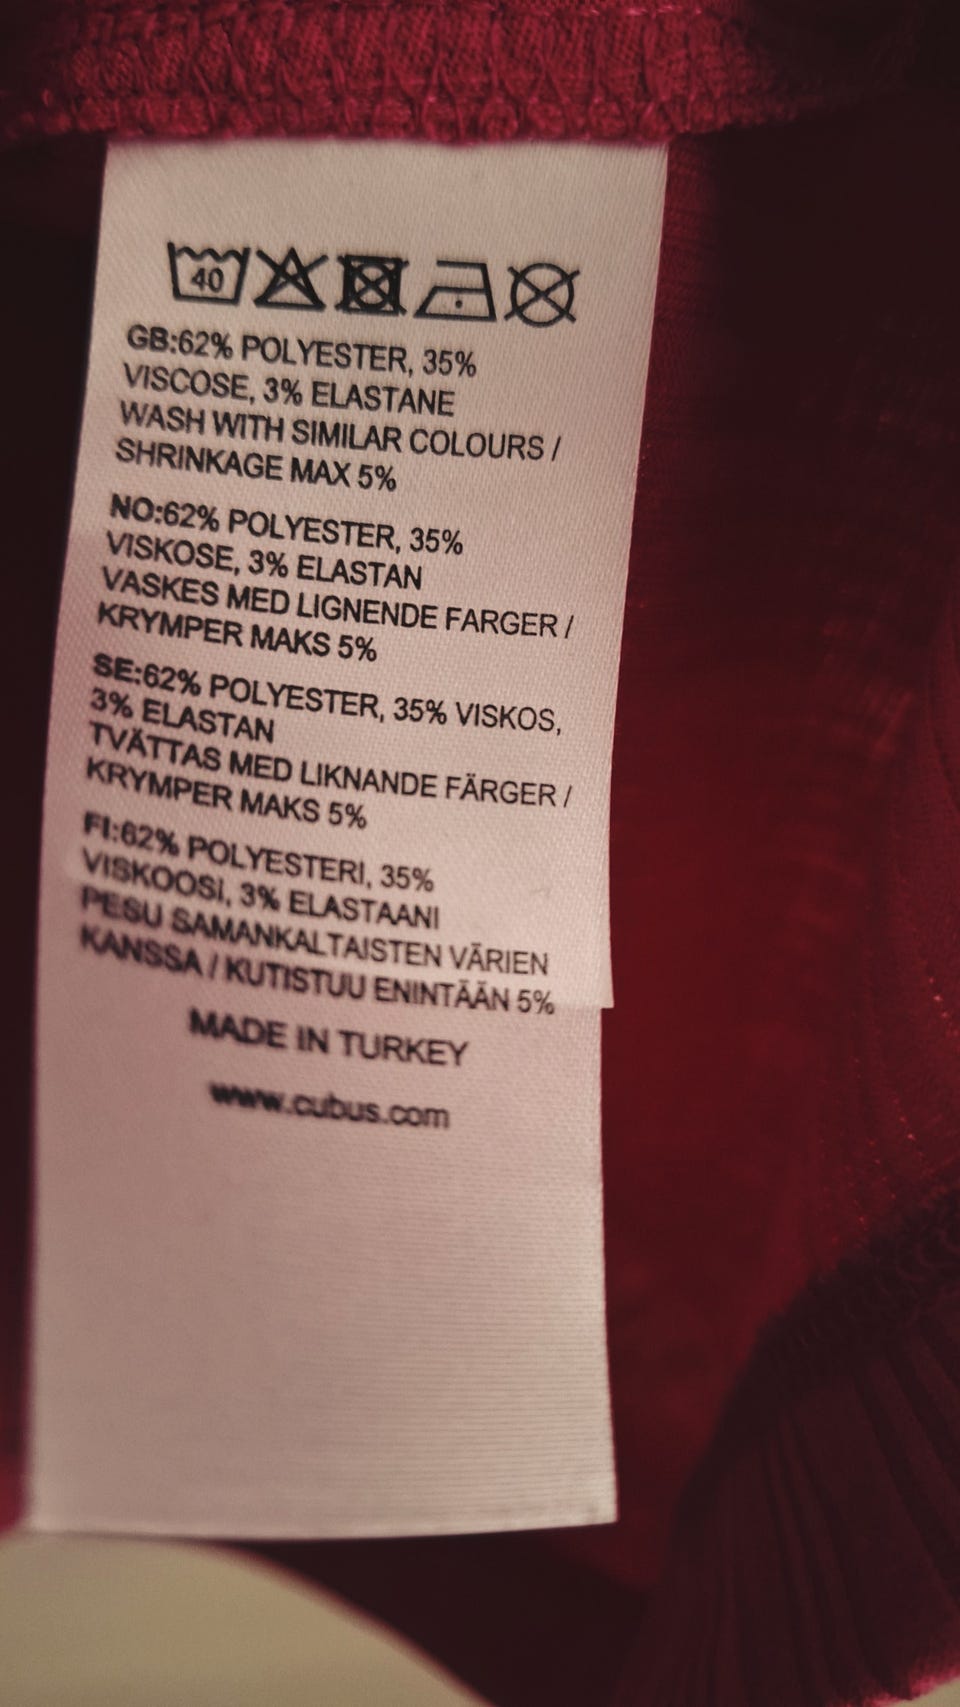 40
GB:62% POLYESTER, 35%
VISCOSE, 3% ELASTANE
WASH WITH SIMILAR COLOURS /
SHRINKAGE MAX 5%
NO:62% POLYESTER, 35%
VISKOSE, 3% ELASTAN
VASKES MED LIGNENDE FARGER /
KRYMPER MAKS 5%
SE:62% POLYESTER, 35% VISKOS,
3% ELASTAN
TVÄTTAS MED LIKNANDE FÄRGER /
KRYMPER MAKS 5%
FI:62% POLYESTERI, 35%
VISKOOSI, 3% ELASTAANI
PESU SAMANKALTAISTEN VÄRIEN
KANSSA / KUTISTUU ENINTÄÄN 5%
MADE IN TURKEY
www.cubus.com